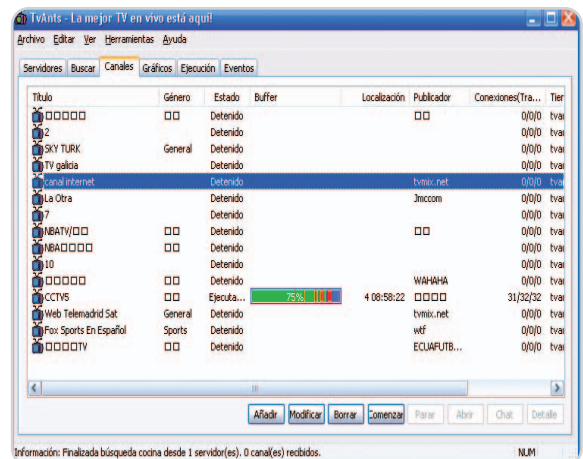 TvAnts - La mejor TV en vivo está aquí!
Archivo Editar Ver Herramientas Ayuda
Servidores Buscar Canales Gráficos Ejecución Eventos
Título Género Estado Buffer Localización Publicador Conexiones(Tra... Tier
□□□□□ □□ Detenido □□ 0/0/0 tvar
2 Detenido 0/0/0 tvar
SKY TURK General Detenido 0/0/0 tvar
TV galicia Detenido 0/0/0 tvar
canal internet Detenido tvmix.net 0/0/0 tvar
La Otra Detenido Jmccom 0/0/0 tvar
7 Detenido 0/0/0 tvar
NBATV/□□ □□ Detenido □□ 0/0/0 tvar
NBA□□□□ □□ Detenido 0/0/0 tvar
10 Detenido 0/0/0 tvar
□□□□□ □□ Detenido WAHAHA 0/0/0 tvar
CCTV5 □□ Ejecuta... 75% 4 08:58:22 □□□□ 31/32/32 tvar
Web Telemadrid Sat General Detenido tvmix.net 0/0/0 tvar
Fox Sports En Español Sports Detenido wtf 0/0/0 tvar
□□□□TV □□ Detenido ECUAFUTB... 0/0/0 tvar
Añadir Modificar Borrar Comenzar Parar Abrir Chat Detalle
Información: Finalizada búsqueda cocina desde 1 servidor(es). 0 canal(es) recibidos. NUM